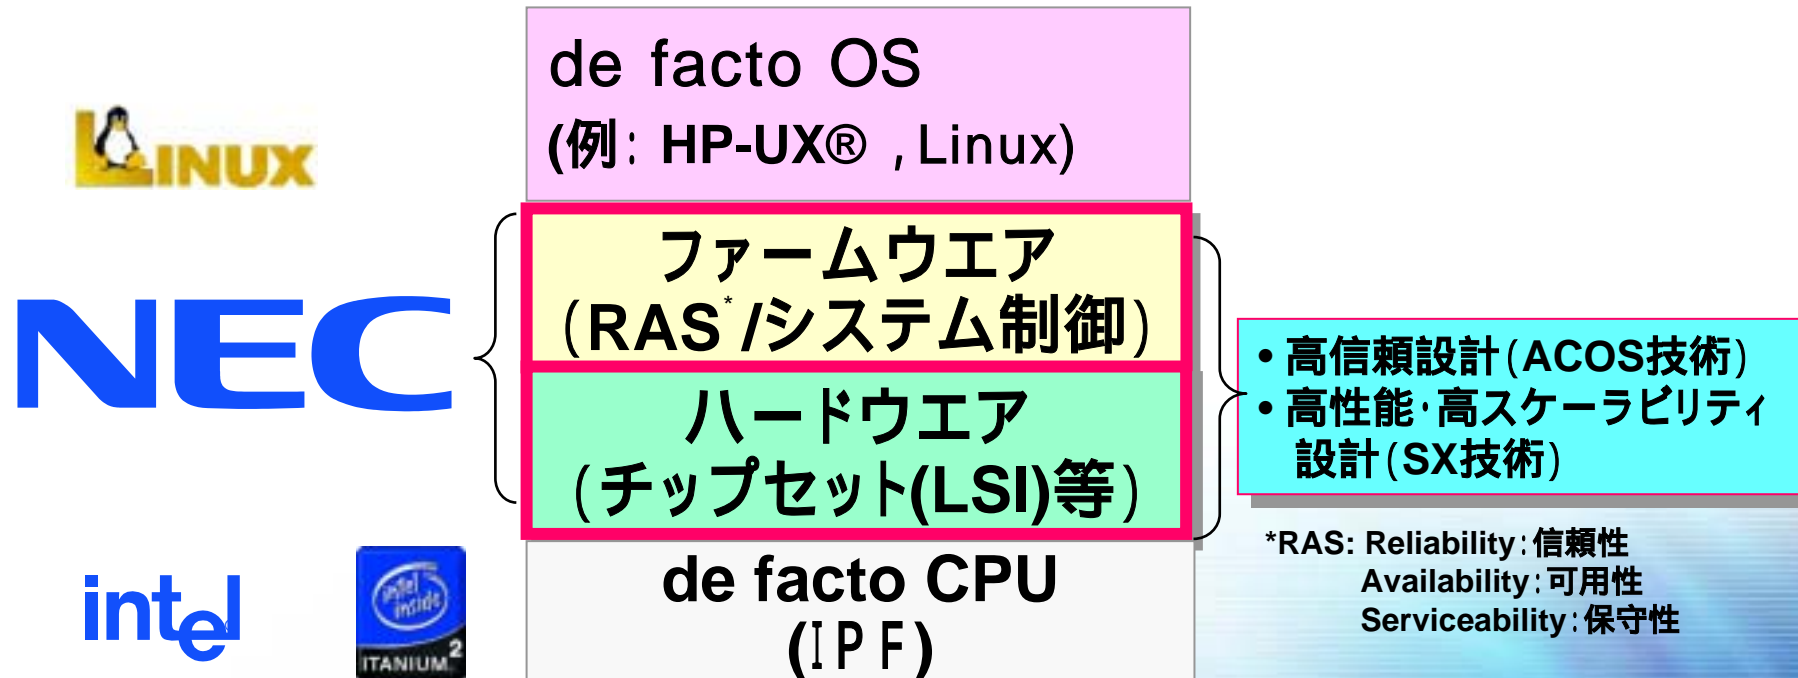 de facto OS
(例: HP-UX® ,Linux)
LINUX
ファームウエア
(RAS*/システム制御)
NEC
ハードウエア
(チップセット(LSI)等)
• 高信頼設計(ACOS技術)
• 高性能・高スケーラビリティ
設計(SX技術)
*RAS: Reliability:信頼性
Availability:可用性
Serviceability:保守性
de facto CPU
(IPF)
intel
intel
inside
ITANIUM 2